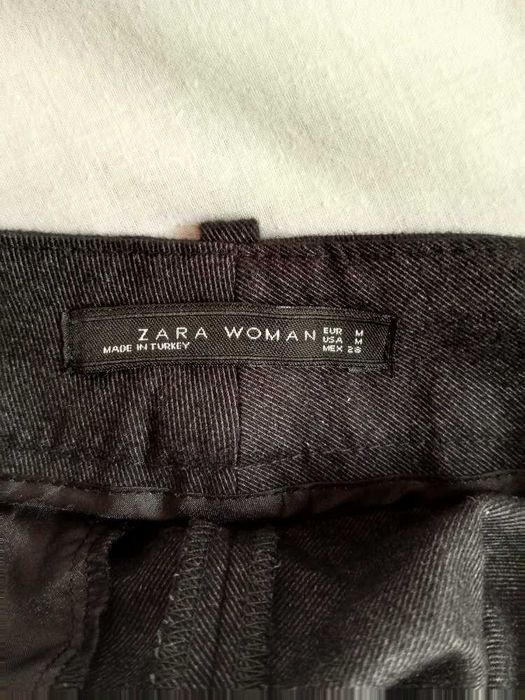 ZARA WOMAN
MADE IN TURKEY
EUR M
USA M
MEX 28